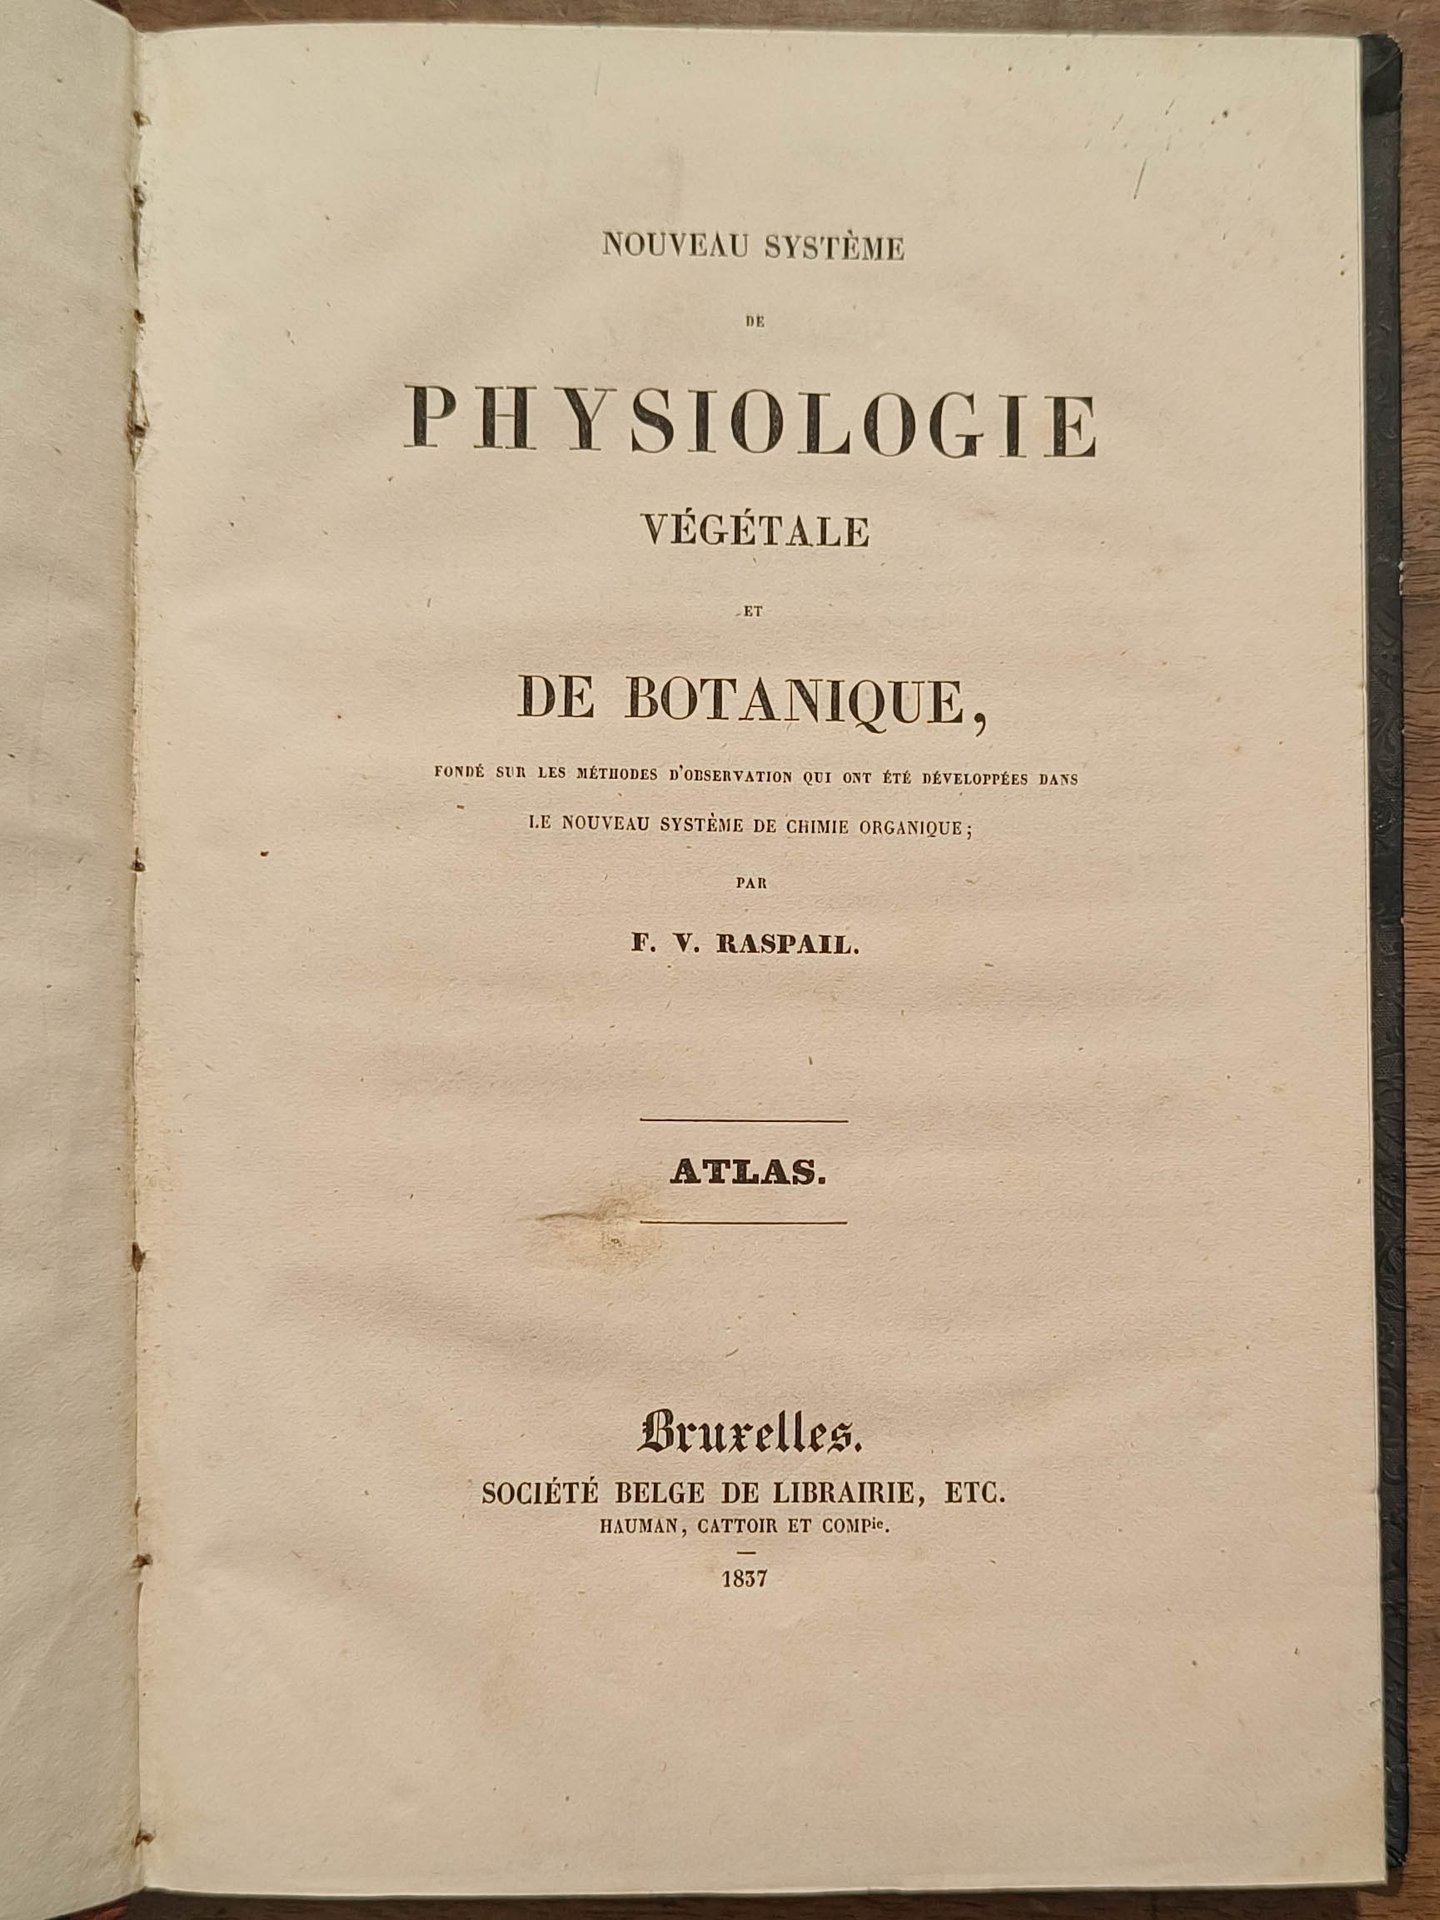 NOUVEAU SYSTÈME
DE
PHYSIOLOGIE
VÉGÉTALE
ET
DE BOTANIQUE,
FONDÉ SUR LES MÉTHODES D'OBSERVATION QUI ONT ÉTÉ DÉVELOPPÉES DANS
LE NOUVEAU SYSTÈME DE CHIMIE ORGANIQUE;
PAR
F. V. RASPAIL.
ATLAS.
Bruxelles.
SOCIÉTÉ BELGE DE LIBRAIRIE, ETC.
HAUMAN, CATTOIR ET COMPie.
1837